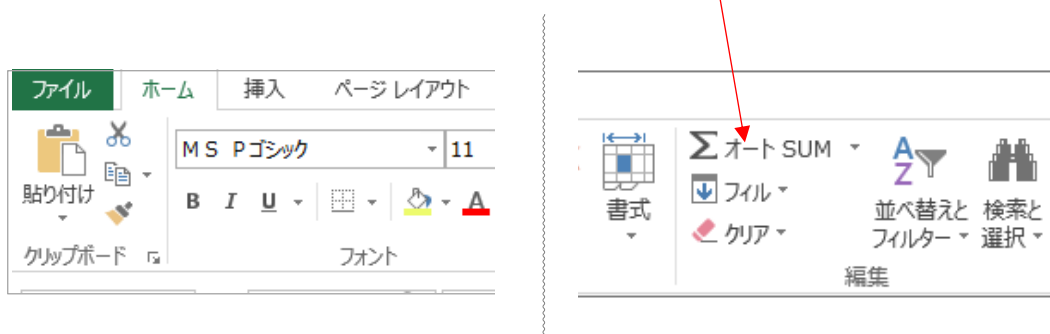 ファイル ホーム 挿入 ページ レイアウト
貼り付け
クリップボード
ＭＳ Ｐゴシック 11
B I U A
フォント
書式
Σ オート SUM
フィル
クリア
A
Z
並べ替えと
フィルター
検索と
選択
編集